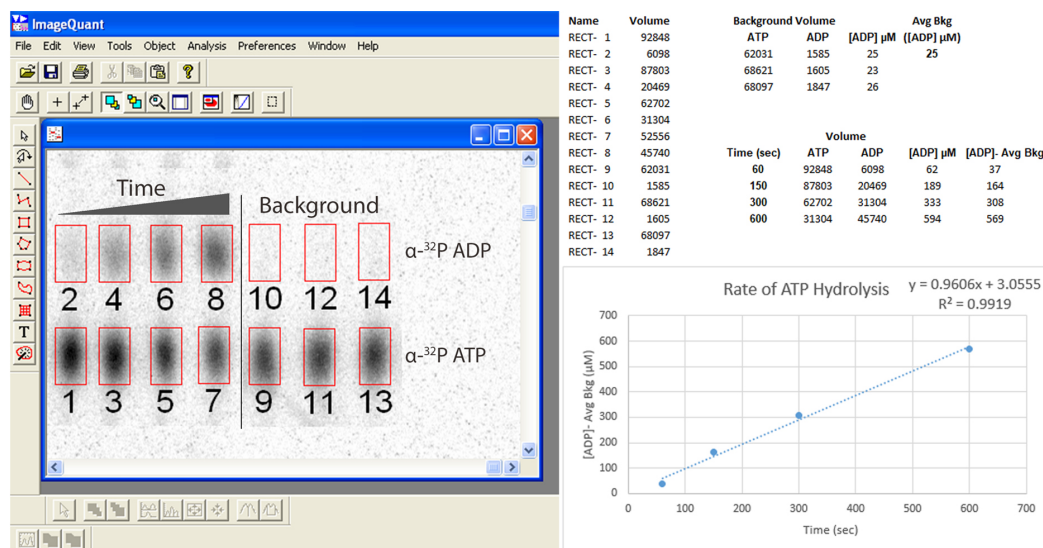 ImageQuant
File Edit View Tools Object Analysis Preferences Window Help
Time
Background
α-³²P ADP
2 4 6 8 10 12 14
α-³²P ATP
1 3 5 7 9 11 13
T
Name Volume
RECT- 1 92848
RECT- 2 6098
RECT- 3 87803
RECT- 4 20469
RECT- 5 62702
RECT- 6 31304
RECT- 7 52556
RECT- 8 45740
RECT- 9 62031
RECT- 10 1585
RECT- 11 68621
RECT- 12 1605
RECT- 13 68097
RECT- 14 1847
Background Volume Avg Bkg
ATP ADP [ADP] µM ([ADP] µM)
62031 1585 25 25
68621 1605 23
68097 1847 26
Volume
Time (sec) ATP ADP [ADP] µM [ADP]- Avg Bkg
60 92848 6098 62 37
150 87803 20469 189 164
300 62702 31304 333 308
600 31304 45740 594 569
Rate of ATP Hydrolysis
y = 0.9606x + 3.0555
R² = 0.9919
[ADP]- Avg Bkg (µM)
700
600
500
400
300
200
100
0
0 100 200 300 400 500 600 700
Time (sec)